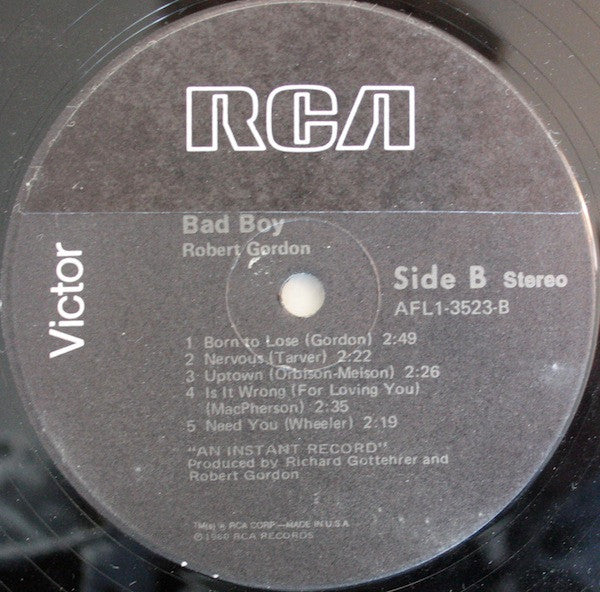 RCA
Victor
Bad Boy
Robert Gordon
Side B Stereo
AFL1-3523-B
1 Born to Lose (Gordon) 2:49
2 Nervous (Tarver) 2:22
3 Uptown (Orbison-Melson) 2:26
4 Is It Wrong (For Loving You)
(MacPherson) 2:35
5 Need You (Wheeler) 2:19
"AN INSTANT RECORD"
Produced by Richard Gottehrer and
Robert Gordon
TM(s) ® RCA CORP.—MADE IN U.S.A.
Ⓟ1980 RCA RECORDS